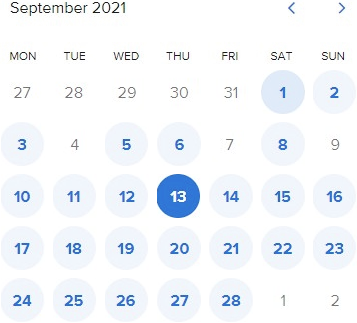 September 2021
MON TUE WED THU FRI SAT SUN
27 28 29 30 31 1 2
3 4 5 6 7 8 9
10 11 12 13 14 15 16
17 18 19 20 21 22 23
24 25 26 27 28 1 2